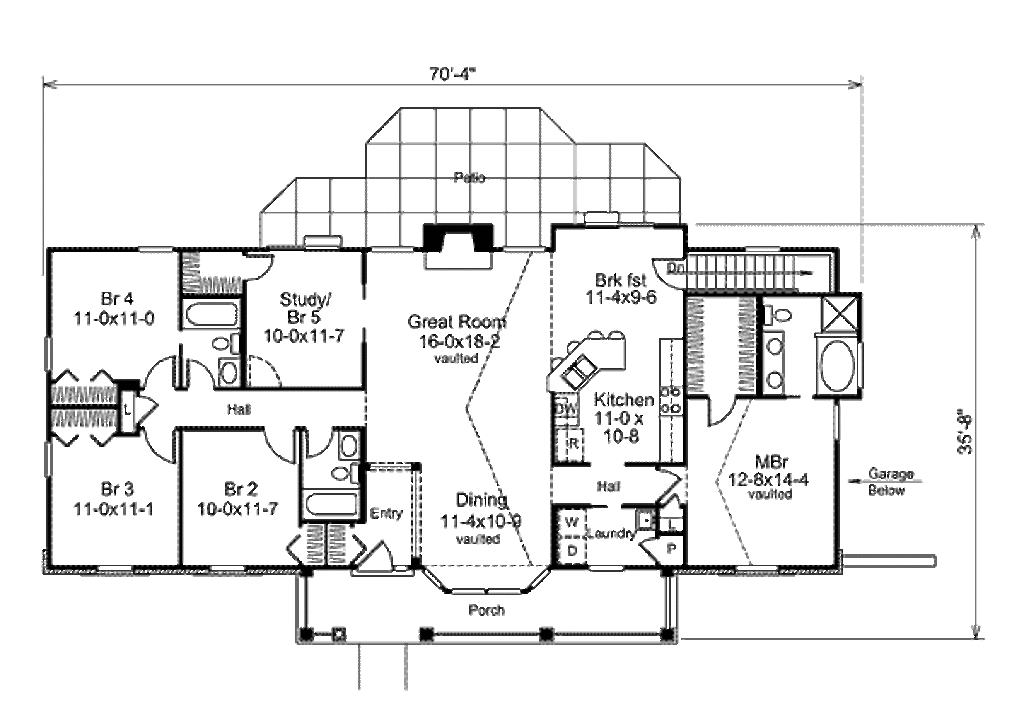 70'-4"
Patio
Br 4
11-0x11-0
Study/
Br 5
10-0x11-7
Great Room
16-0x18-2
vaulted
Brk fst
11-4x9-6
Dn
Kitchen
11-0 x
10-8
DW
R
L
Hall
35'-8"
MBr
12-8x14-4
vaulted
Garage
Below
Br 3
11-0x11-1
Br 2
10-0x11-7
Entry
Dining
11-4x10-9
vaulted
Hall
W
D
Laundry
L
P
Porch